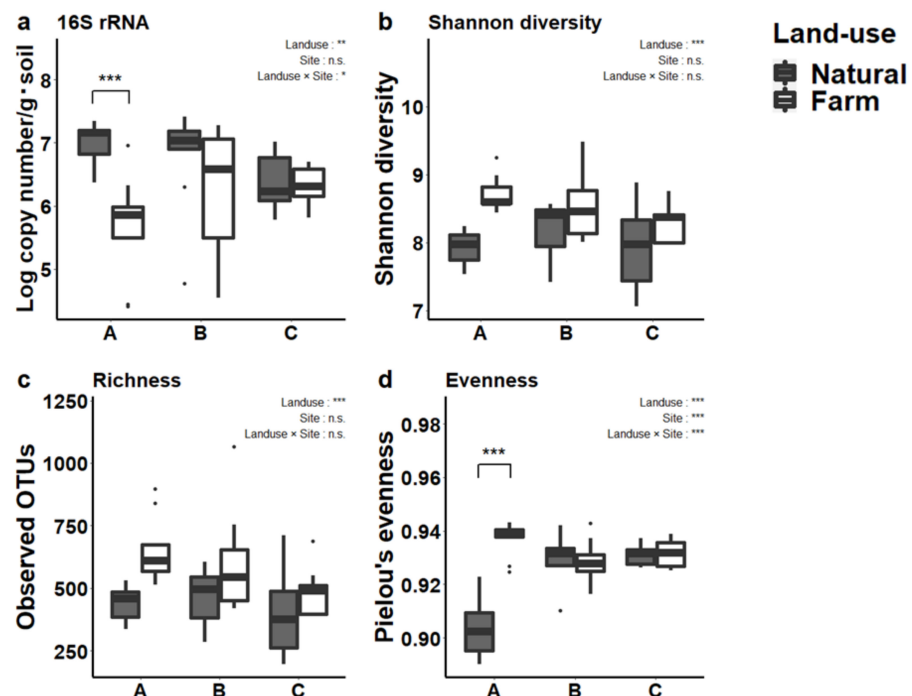 a 16S rRNA
Landuse : **
Site : n.s.
Landuse × Site : *
***
Log copy number/g・soil
8
7
6
5
A B C
b Shannon diversity
Landuse : ***
Site : n.s.
Landuse × Site : n.s.
Shannon diversity
10
9
8
7
A B C
Land-use
Natural
Farm
c Richness
Landuse : ***
Site : n.s.
Landuse × Site : n.s.
Observed OTUs
1250
1000
750
500
250
A B C
d Evenness
Landuse : ***
Site : ***
Landuse × Site : ***
***
Pielou's evenness
0.98
0.96
0.94
0.92
0.90
A B C